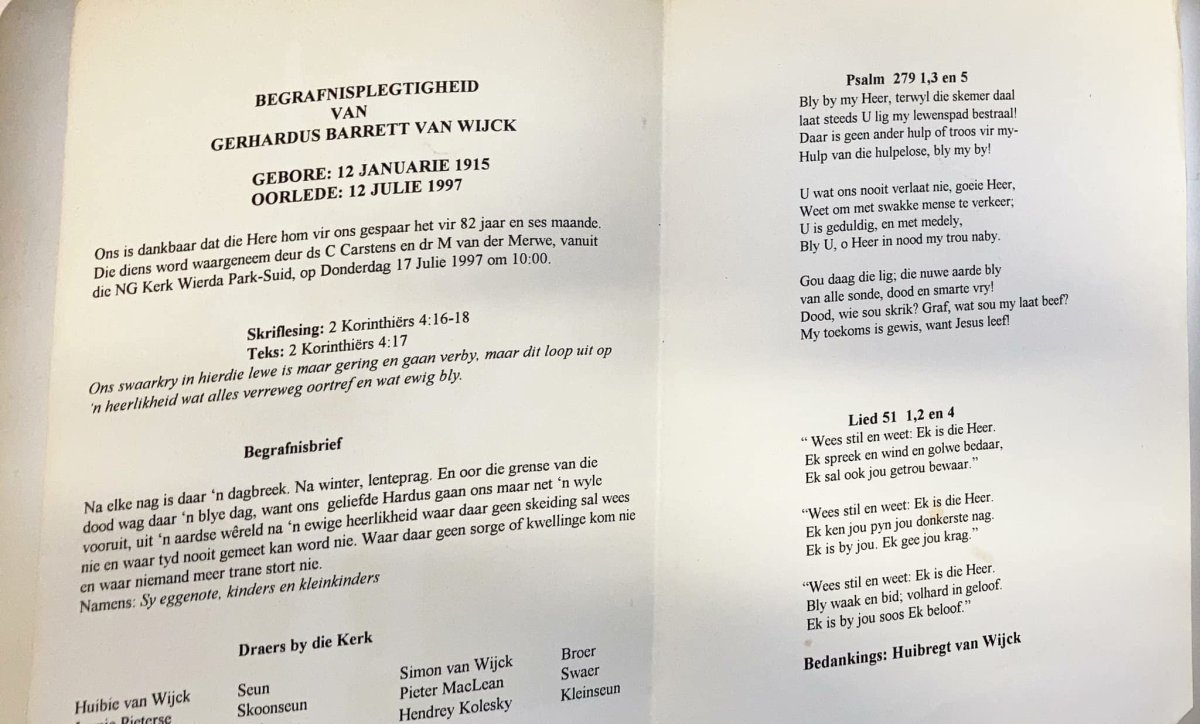 BEGRAFNISPLEGTIGHEID
VAN
GERHARDUS BARRETT VAN WIJCK
GEBORE: 12 JANUARIE 1915
OORLEDE: 12 JULIE 1997
Ons is dankbaar dat die Here hom vir ons gespaar het vir 82 jaar en ses maande.
Die diens word waargeneem deur ds C Carstens en dr M van der Merwe, vanuit
die NG Kerk Wierda Park-Suid, op Donderdag 17 Julie 1997 om 10:00.
Skriflesing: 2 Korinthiërs 4:16-18
Teks: 2 Korinthiërs 4:17
Ons swaarkry in hierdie lewe is maar gering en gaan verby, maar dit loop uit op
'n heerlikheid wat alles verreweg oortref en wat ewig bly.
Begrafnisbrief
Na elke nag is daar ‘n dagbreek. Na winter, lenteprag. En oor die grense van die
dood wag daar ‘n blye dag, want ons geliefde Hardus gaan ons maar net ‘n wyle
vooruit, uit ‘n aardse wêreld na ‘n ewige heerlikheid waar daar geen skeiding sal wees
nie en waar tyd nooit gemeet kan word nie. Waar daar geen sorge of kwellinge kom nie
en waar niemand meer trane stort nie.
Namens: Sy eggenote, kinders en kleinkinders
Draers by die Kerk
Huibie van Wijck Seun Simon van Wijck Broer
Pieterse Skoonseun Pieter MacLean Swaer
Hendrey Kolesky Kleinseun
Psalm 279 1,3 en 5
Bly by my Heer, terwyl die skemer daal
laat steeds U lig my lewenspad bestraal!
Daar is geen ander hulp of troos vir my-
Hulp van die hulpelose, bly my by!
U wat ons nooit verlaat nie, goeie Heer,
Weet om met swakke mense te verkeer;
U is geduldig, en met medely,
Bly U, o Heer in nood my trou naby.
Gou daag die lig; die nuwe aarde bly
van alle sonde, dood en smarte vry!
Dood, wie sou skrik? Graf, wat sou my laat beef?
My toekoms is gewis, want Jesus leef!
Lied 51 1,2 en 4
“ Wees stil en weet: Ek is die Heer.
Ek spreek en wind en golwe bedaar,
Ek sal ook jou getrou bewaar.”
“Wees stil en weet: Ek is die Heer.
Ek ken jou pyn jou donkerste nag.
Ek is by jou. Ek gee jou krag.”
“Wees stil en weet: Ek is die Heer.
Bly waak en bid; volhard in geloof.
Ek is by jou soos Ek beloof.”
Bedankings: Huibregt van Wijck